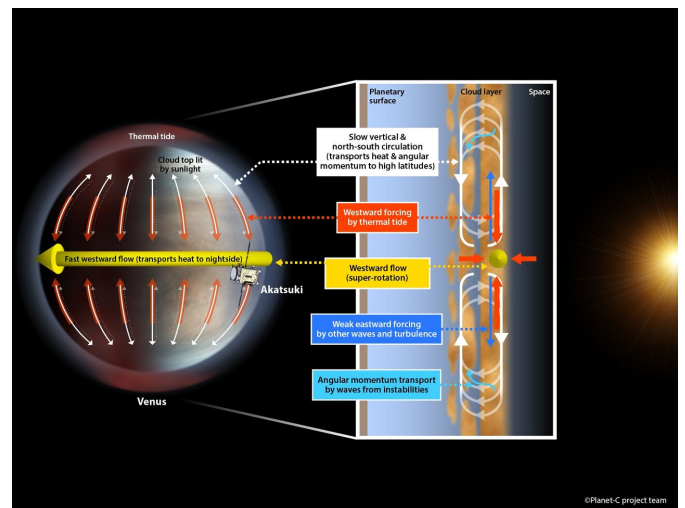 Planetary
surface
Cloud layer
Space
Thermal tide
Cloud top lit
by sunlight
Slow vertical &
north-south circulation
(transports heat & angular
momentum to high latitudes)
Westward forcing
by thermal tide
Fast westward flow (transports heat to nightside)
Westward flow
(super-rotation)
Akatsuki
Weak eastward forcing
by other waves and turbulence
Angular momentum transport
by waves from instabilities
Venus
©Planet-C project team